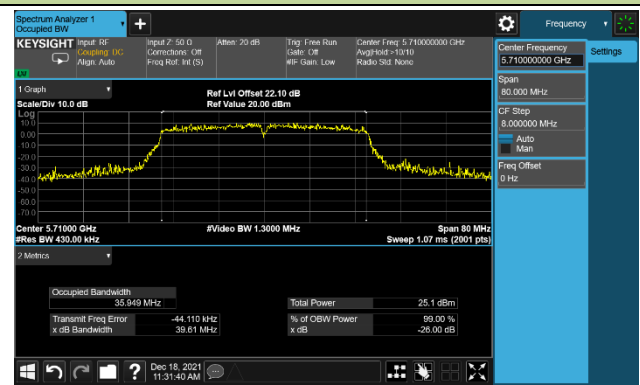 Spectrum Analyzer 1
Occupied BW
Frequency
KEYSIGHT
Input: RF
Coupling: DC
Align: Auto
Input Z: 50 Ω
Corrections: Off
Freq Ref: Int (S)
Atten: 20 dB
Trig: Free Run
Gate: Off
#IF Gain: Low
Center Freq: 5.710000000 GHz
Avg|Hold:>10/10
Radio Std: None
Center Frequency
5.710000000 GHz
Settings
Span
80.000 MHz
CF Step
8.000000 MHz
Auto
Man
Freq Offset
0 Hz
LV
1 Graph
Scale/Div 10.0 dB
Ref Lvl Offset 22.10 dB
Ref Value 20.00 dBm
Log
10.0
0.00
-10.0
-20.0
-30.0
-40.0
-50.0
-60.0
-70.0
Center 5.71000 GHz
#Res BW 430.00 kHz
#Video BW 1.3000 MHz
Span 80 MHz
Sweep 1.07 ms (2001 pts)
2 Metrics
Occupied Bandwidth
35.949 MHz
Total Power 25.1 dBm
Transmit Freq Error -44.110 kHz
% of OBW Power 99.00 %
x dB Bandwidth 39.61 MHz
x dB -26.00 dB
?
Dec 18, 2021
11:31:40 AM